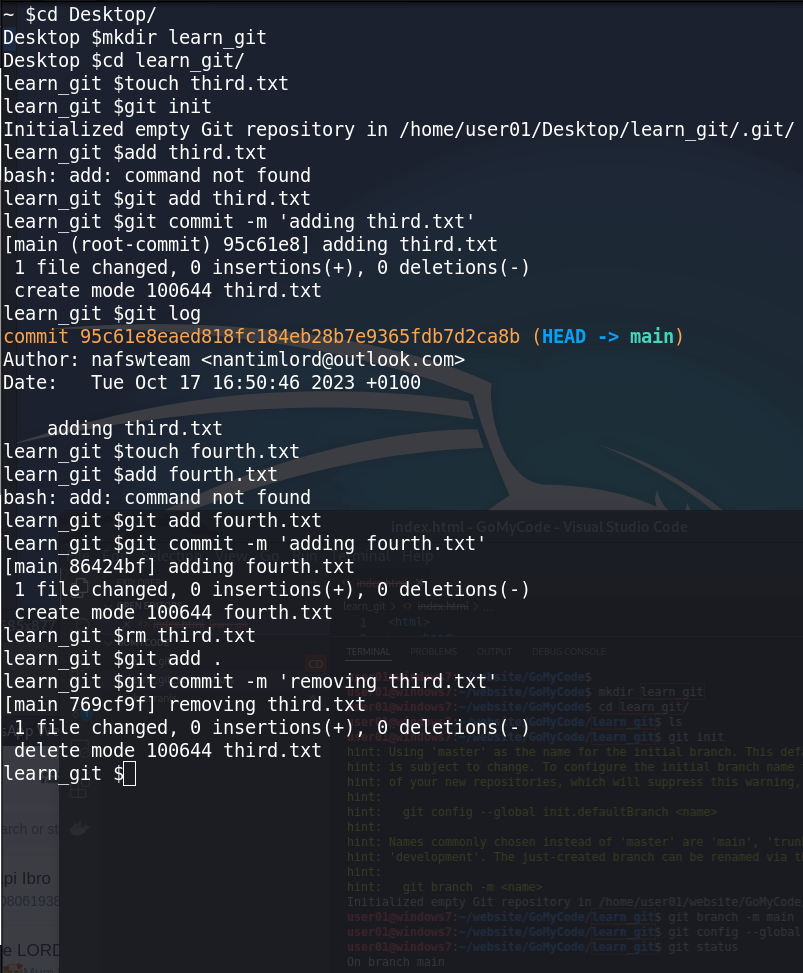 ~ $cd Desktop/
Desktop $mkdir learn_git
Desktop $cd learn_git/
learn_git $touch third.txt
learn_git $git init
Initialized empty Git repository in /home/user01/Desktop/learn_git/.git/
learn_git $add third.txt
bash: add: command not found
learn_git $git add third.txt
learn_git $git commit -m 'adding third.txt'
[main (root-commit) 95c61e8] adding third.txt
 1 file changed, 0 insertions(+), 0 deletions(-)
 create mode 100644 third.txt
learn_git $git log
commit 95c61e8eaed818fc184eb28b7e9365fdb7d2ca8b (HEAD -> main)
Author: nafswteam <nantimlord@outlook.com>
Date:   Tue Oct 17 16:50:46 2023 +0100
    adding third.txt
learn_git $touch fourth.txt
learn_git $add fourth.txt
bash: add: command not found
learn_git $git add fourth.txt
learn_git $git commit -m 'adding fourth.txt'
[main 86424bf] adding fourth.txt
 1 file changed, 0 insertions(+), 0 deletions(-)
 create mode 100644 fourth.txt
learn_git $rm third.txt
learn_git $git add .
learn_git $git commit -m 'removing third.txt'
[main 769cf9f] removing third.txt
 1 file changed, 0 insertions(+), 0 deletions(-)
 delete mode 100644 third.txt
learn_git $
index.html - GoMyCode - Visual Studio Code
Terminal Help
learn_git > index.html > ...
1 <html>
TERMINAL PROBLEMS OUTPUT DEBUG CONSOLE
user01@windows7:~/website/GoMyCode$
user01@windows7:~/website/GoMyCode$ mkdir learn_git
user01@windows7:~/website/GoMyCode$ cd learn_git/
user01@windows7:~/website/GoMyCode/learn_git$ ls
user01@windows7:~/website/GoMyCode/learn_git$ git init
hint: Using 'master' as the name for the initial branch. This
hint: is subject to change. To configure the initial branch name
hint: of your new repositories, which will suppress this warning,
hint:
hint:   git config --global init.defaultBranch <name>
hint:
hint: Names commonly chosen instead of 'master' are 'main',
hint: 'development'. The just-created branch can be renamed via
hint:
hint:   git branch -m <name>
Initialized empty Git repository in /home/user01/website/GoMyCode
user01@windows7:~/website/GoMyCode/learn_git$ git branch -m main
user01@windows7:~/website/GoMyCode/learn_git$ git config --global
user01@windows7:~/website/GoMyCode/learn_git$ git status
On branch main
arch or st
pi Ibro
08061938
e LORD